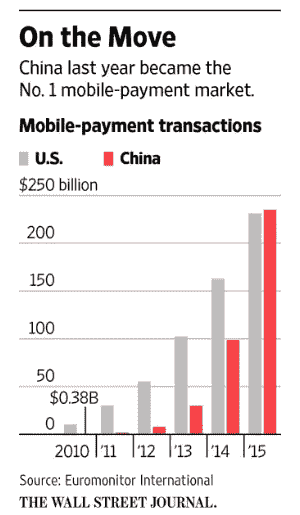 On the Move
China last year became the
No. 1 mobile-payment market.
Mobile-payment transactions
U.S. China
$250 billion
200
150
100
50
$0.38B
0
2010 '11 '12 '13 '14 '15
Source: Euromonitor International
THE WALL STREET JOURNAL.